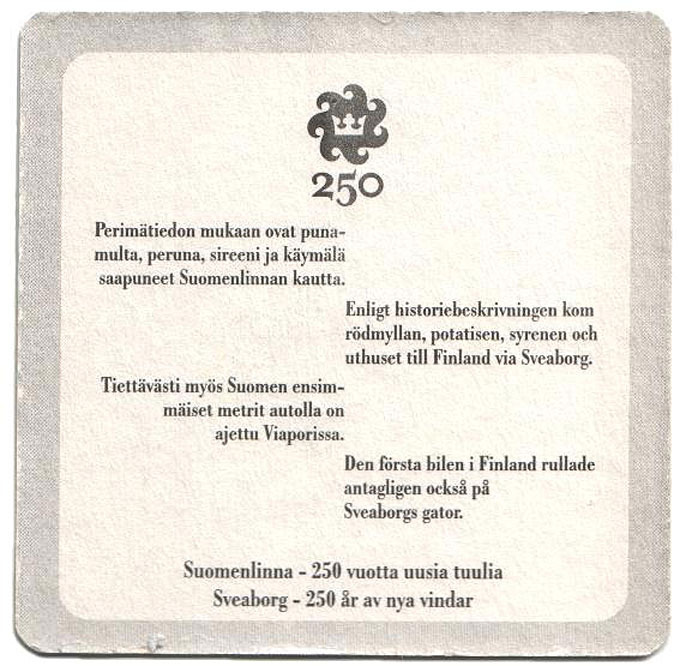 250
Perimätiedon mukaan ovat puna-
multa, peruna, sireeni ja käymälä
saapuneet Suomenlinnan kautta.
Enligt historiebeskrivningen kom
rödmyllan, potatisen, syrenen och
uthuset till Finland via Sveaborg.
Tiettävästi myös Suomen ensim-
mäiset metrit autolla on
ajettu Viaporissa.
Den första bilen i Finland rullade
antagligen också på
Sveaborgs gator.
Suomenlinna - 250 vuotta uusia tuulia
Sveaborg - 250 år av nya vindar